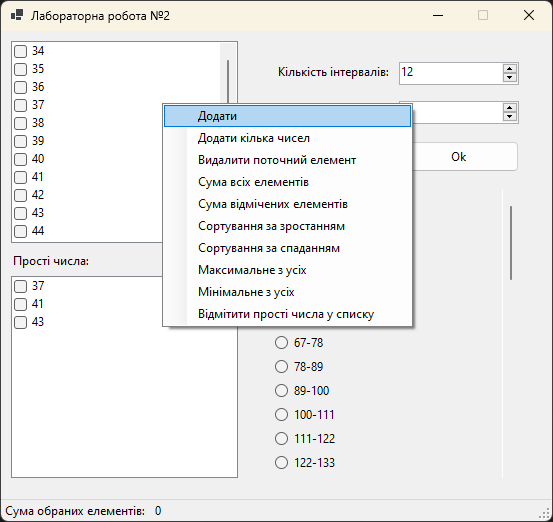 Лабораторна робота №2
34
35
36
37
38
39
40
41
42
43
44
Прості числа:
37
41
43
Кількість інтервалів:
12
Ok
Додати
Додати кілька чисел
Видалити поточний елемент
Сума всіх елементів
Сума відмічених елементів
Сортування за зростанням
Сортування за спаданням
Максимальне з усіх
Мінімальне з усіх
Відмітити прості числа у списку
67-78
78-89
89-100
100-111
111-122
122-133
Сума обраних елементів: 0